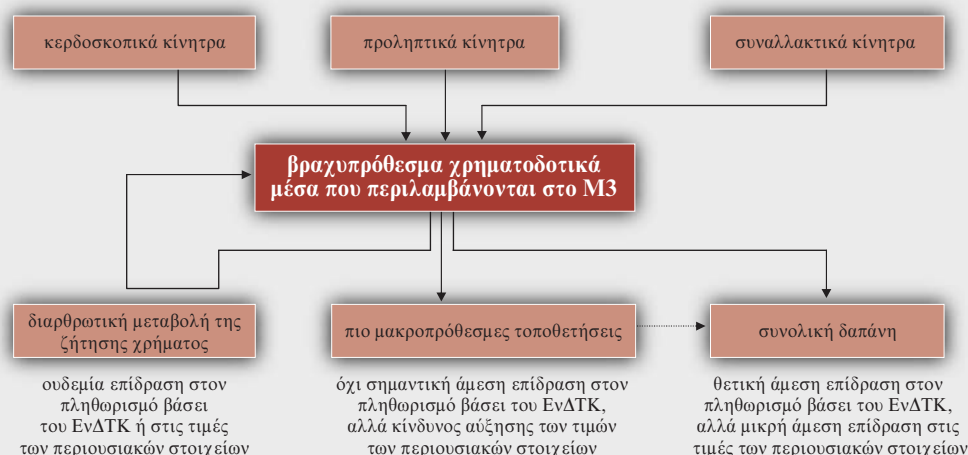 κερδοσκοπικά κίνητρα
προληπτικά κίνητρα
συναλλακτικά κίνητρα
βραχυπρόθεσμα χρηματοδοτικά
μέσα που περιλαμβάνονται στο Μ3
διαρθρωτική μεταβολή της
ζήτησης χρήματος
πιο μακροπρόθεσμες τοποθετήσεις
συνολική δαπάνη
ουδεμία επίδραση στον
πληθωρισμό βάσει
του ΕνΔΤΚ ή στις τιμές
των περιουσιακών στοιχείων
όχι σημαντική άμεση επίδραση στον
πληθωρισμό βάσει του ΕνΔΤΚ,
αλλά κίνδυνος αύξησης των τιμών
των περιουσιακών στοιχείων
θετική άμεση επίδραση στον
πληθωρισμό βάσει του ΕνΔΤΚ,
αλλά μικρή άμεση επίδραση στις
τιμές των περιουσιακών στοιχείων